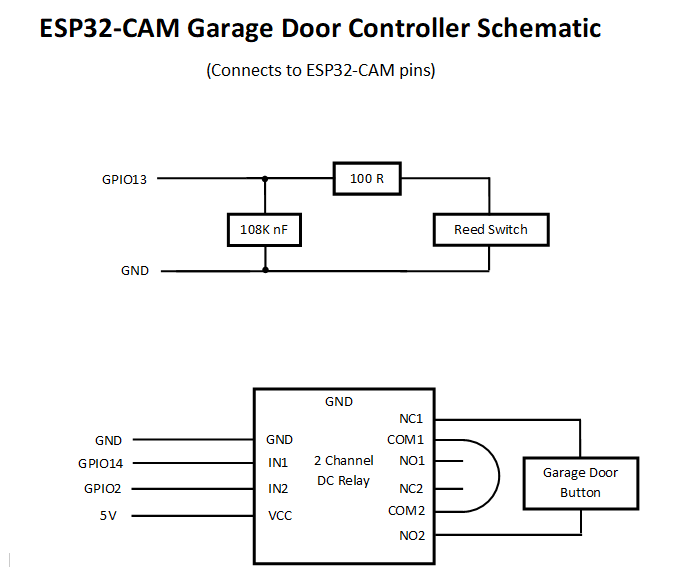 ESP32-CAM Garage Door Controller Schematic
(Connects to ESP32-CAM pins)
GPIO13
100 R
108K nF
Reed Switch
GND
GND
NC1
GND
GND
COM1
GPIO14
IN1
2 Channel
DC Relay
NO1
Garage Door
Button
GPIO2
IN2
NC2
5V
VCC
COM2
NO2